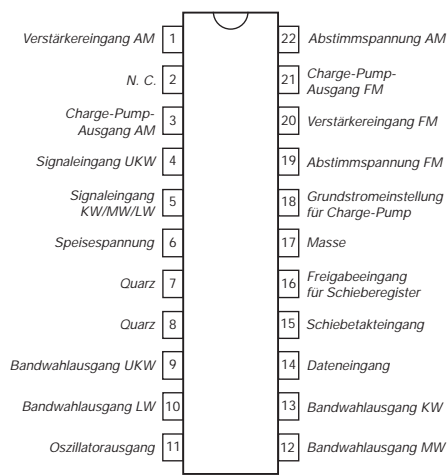 Verstärkereingang AM 1
N. C. 2
Charge-Pump-
Ausgang AM 3
Signaleingang UKW 4
Signaleingang
KW/MW/LW 5
Speisespannung 6
Quarz 7
Quarz 8
Bandwahlausgang UKW 9
Bandwahlausgang LW 10
Oszillatorausgang 11
22 Abstimmspannung AM
21 Charge-Pump-
Ausgang FM
20 Verstärkereingang FM
19 Abstimmspannung FM
18 Grundstromeinstellung
für Charge-Pump
17 Masse
16 Freigabeeingang
für Schieberegister
15 Schiebetakteingang
14 Dateneingang
13 Bandwahlausgang KW
12 Bandwahlausgang MW